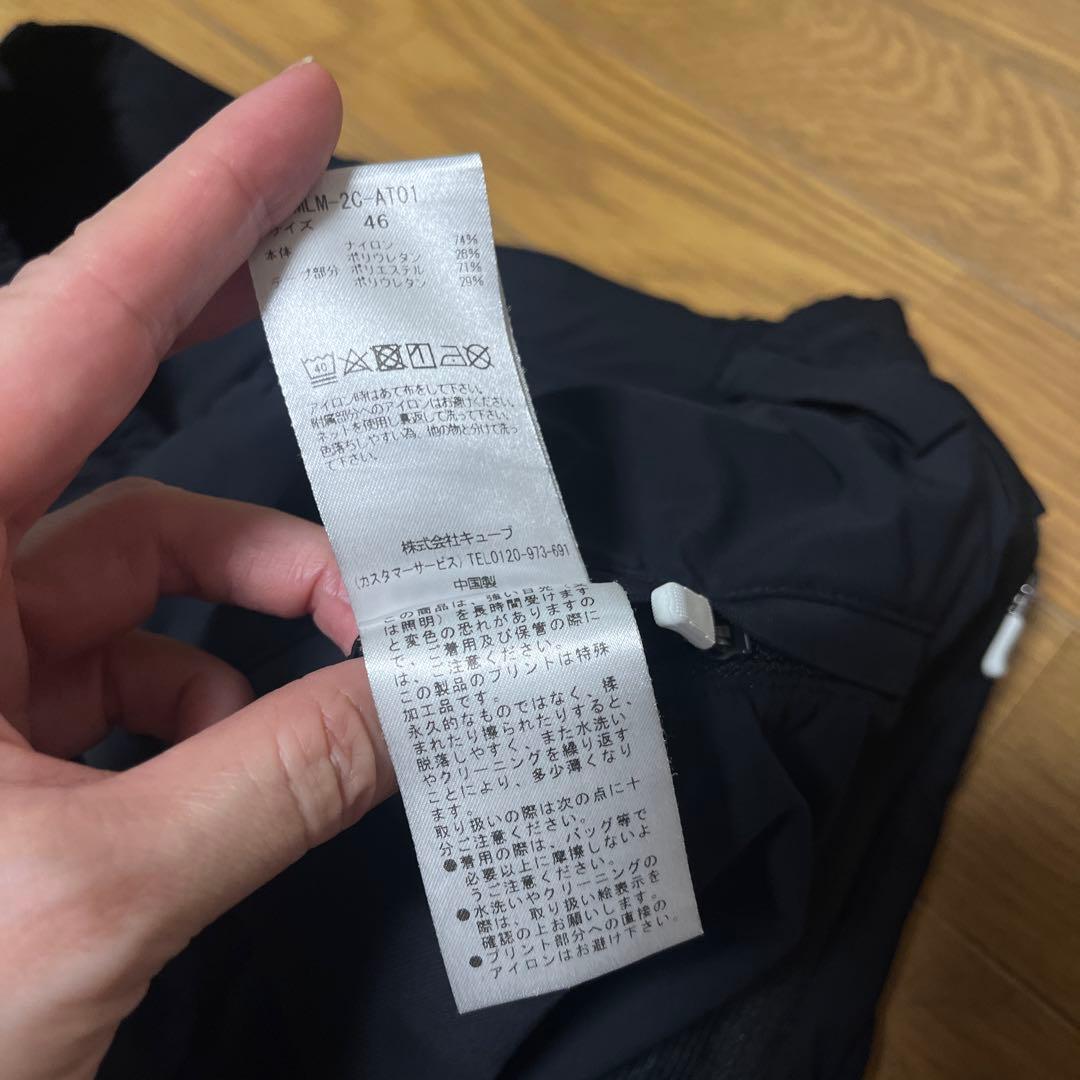 MLM-2C-AT01
サイズ 46
本体 ナイロン 74%
ポリウレタン 26%
部分 ポリエステル 71%
ポリウレタン 29%
40
アイロン時はあて布をして下さい。
附属部分へのアイロンはお避けください。
ネットを使用し裏返して洗って下さい。
色落ちしやすい為、他の物と分けて洗っ
て下さい。
株式会社キューブ
(カスタマーサービス)TEL0120-973-691
中国製
この商品は、強い
は照明)を長時間受けます
と変色の恐れがありますの
で、ご着用及び保管の際に
は、ご注意ください。
この製品のプリントは特殊
加工品です。
永久的なものではなく、揉
まれたり擦られたりすると、
脱落しやすく、また水洗い
やクリーニングを繰り返す
ことにより、多少薄くなり
ます。
取り扱いの際は次の点に十
分ご注意ください。
●着用の際は、バッグ等で
必要以上に摩擦しないよ
うご注意ください。
●水洗いやクリーニングの
際は、取り扱い絵表示を
確認の上お願いします。
●プリント部分への直接の
アイロンはお避け下さい。